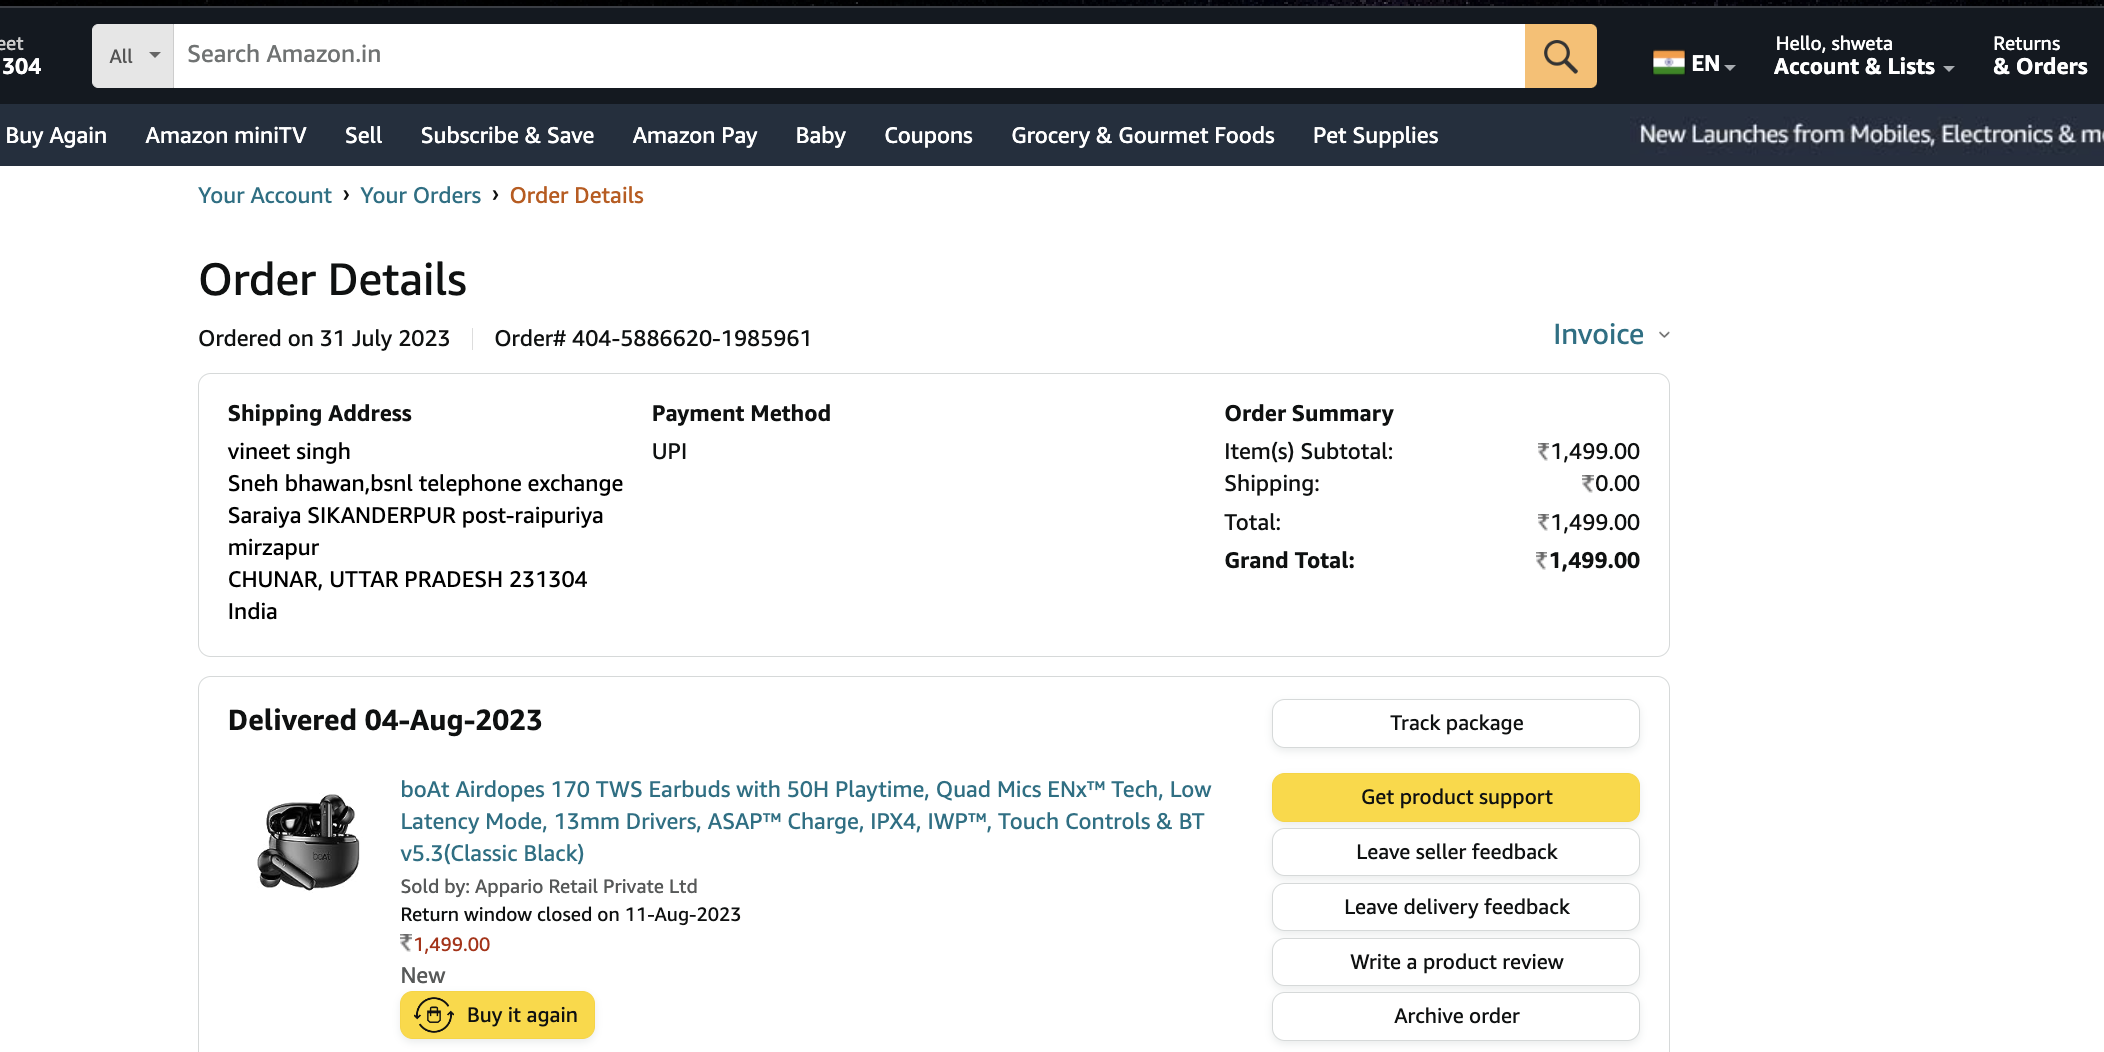 eet
304
All
Search Amazon.in
EN
Hello, shweta
Account & Lists
Returns
& Orders
Buy Again
Amazon miniTV
Sell
Subscribe & Save
Amazon Pay
Baby
Coupons
Grocery & Gourmet Foods
Pet Supplies
New Launches from Mobiles, Electronics & m
Your Account › Your Orders › Order Details
Order Details
Ordered on 31 July 2023
Order# 404-5886620-1985961
Invoice
Shipping Address
vineet singh
Sneh bhawan,bsnl telephone exchange
Saraiya SIKANDERPUR post-raipuriya
mirzapur
CHUNAR, UTTAR PRADESH 231304
India
Payment Method
UPI
Order Summary
Item(s) Subtotal: ₹1,499.00
Shipping: ₹0.00
Total: ₹1,499.00
Grand Total: ₹1,499.00
Delivered 04-Aug-2023
boAt
boAt Airdopes 170 TWS Earbuds with 50H Playtime, Quad Mics ENx™ Tech, Low
Latency Mode, 13mm Drivers, ASAP™ Charge, IPX4, IWP™, Touch Controls & BT
v5.3(Classic Black)
Sold by: Appario Retail Private Ltd
Return window closed on 11-Aug-2023
₹1,499.00
New
Buy it again
Track package
Get product support
Leave seller feedback
Leave delivery feedback
Write a product review
Archive order